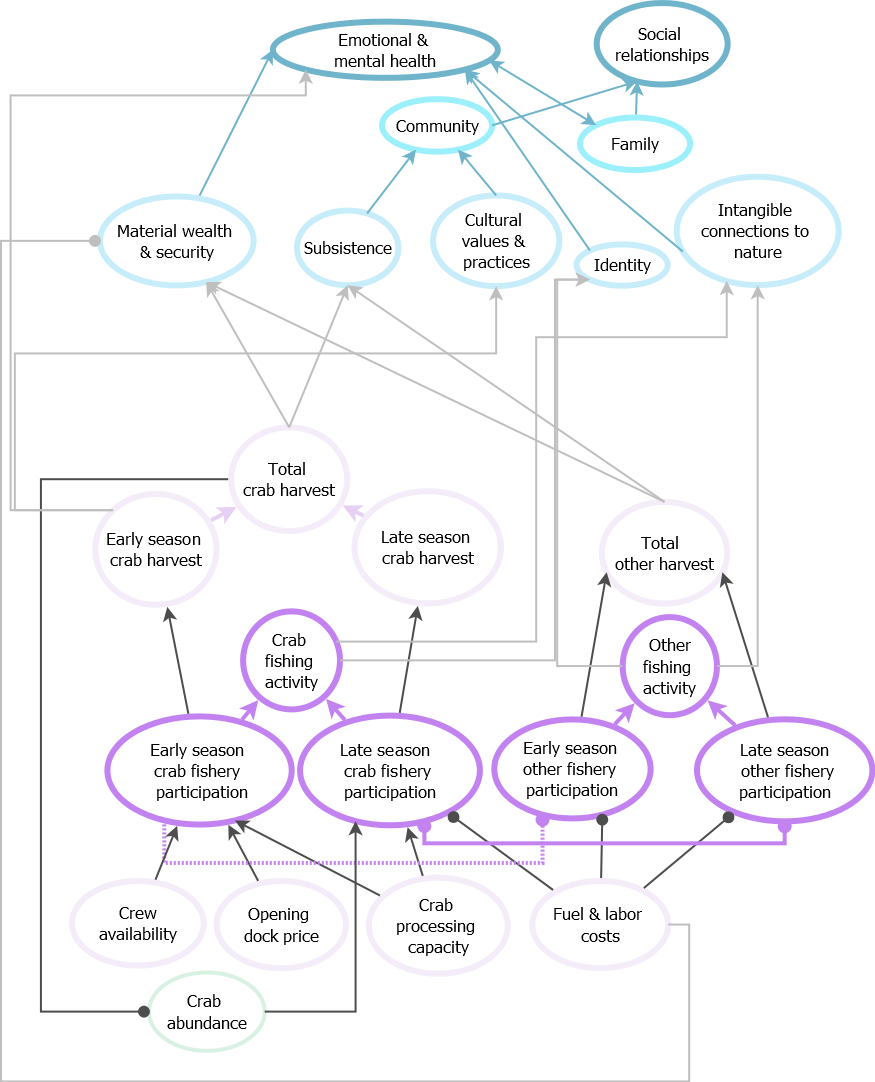 Emotional &
mental health
Social
relationships
Community
Family
Material wealth
& security
Subsistence
Cultural
values &
practices
Identity
Intangible
connections to
nature
Total
crab harvest
Early season
crab harvest
Late season
crab harvest
Total
other harvest
Crab
fishing
activity
Other
fishing
activity
Early season
crab fishery
participation
Late season
crab fishery
participation
Early season
other fishery
participation
Late season
other fishery
participation
Crew
availability
Opening
dock price
Crab
processing
capacity
Fuel & labor
costs
Crab
abundance